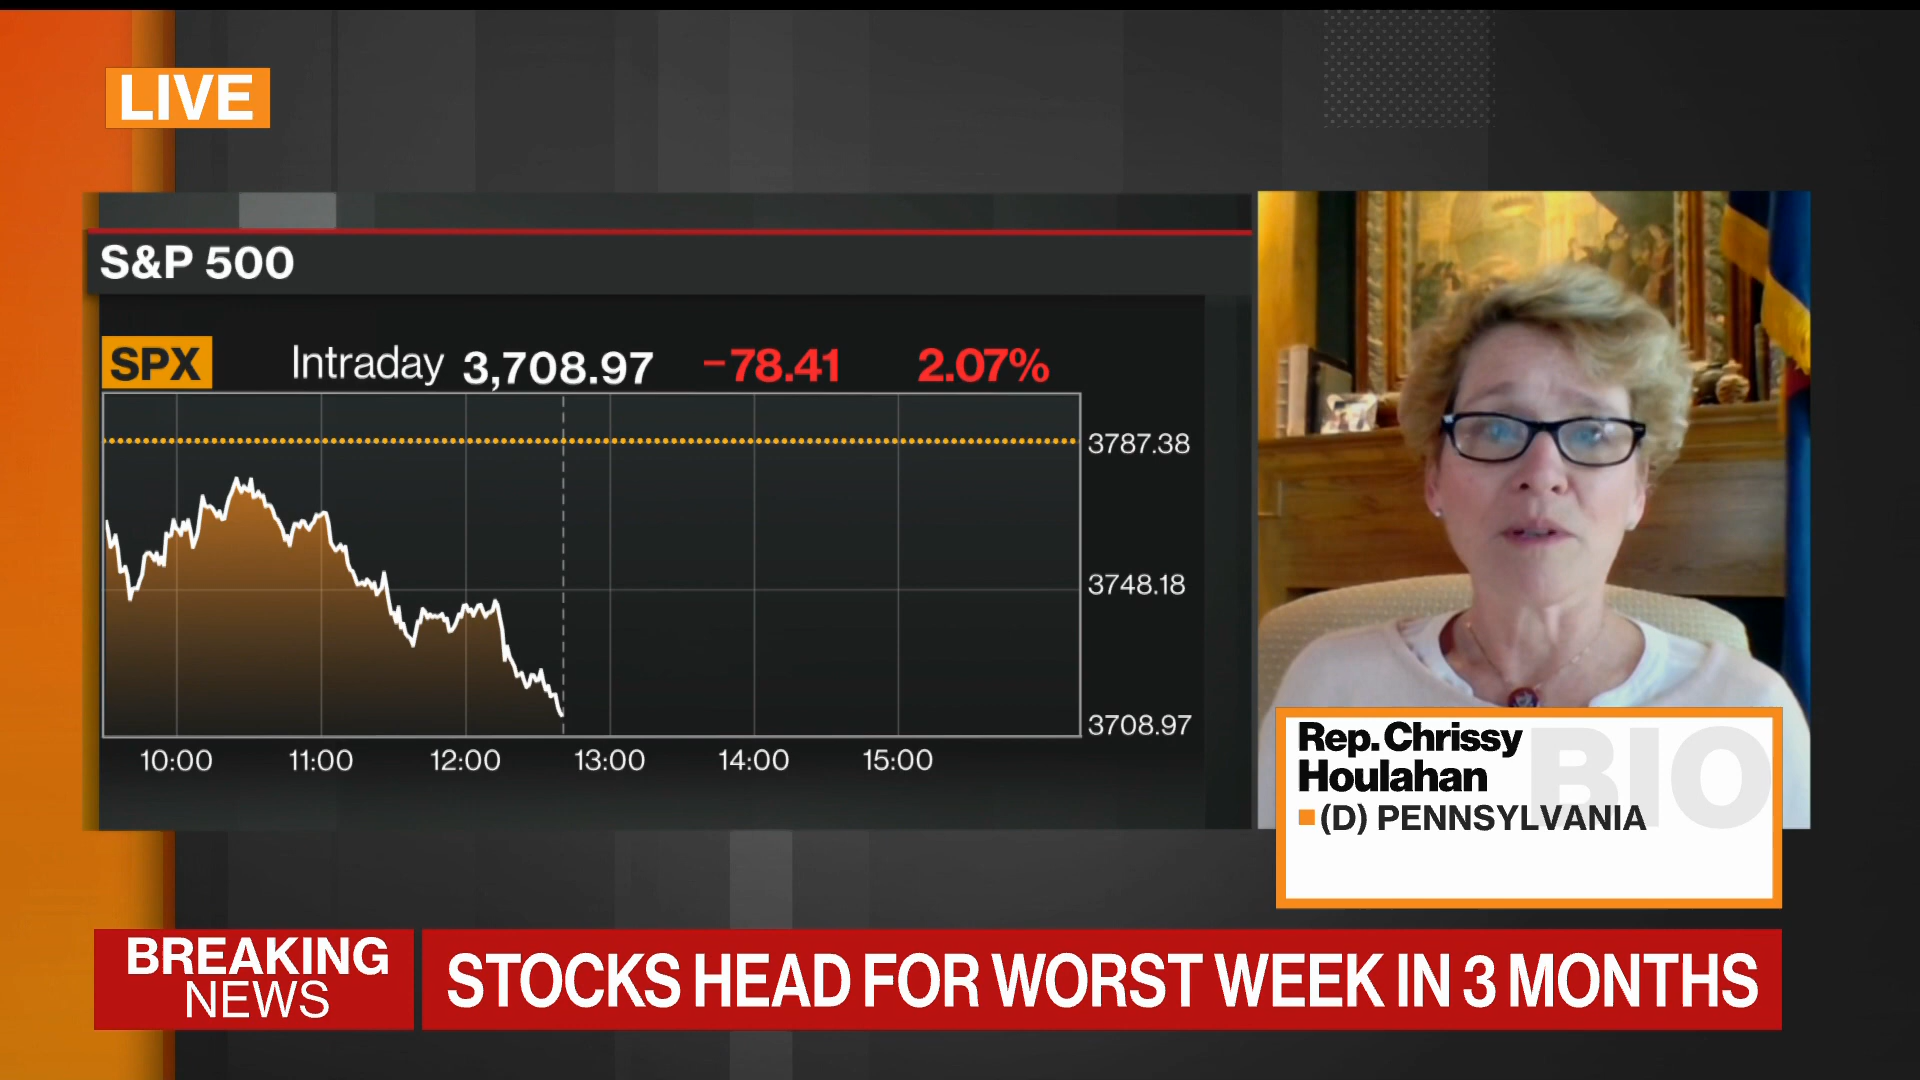 LIVE
S&P 500
SPX Intraday 3,708.97 -78.41 2.07%
3787.38
3748.18
3708.97
10:00 11:00 12:00 13:00 14:00 15:00
BIO
Rep. Chrissy
Houlahan
(D) PENNSYLVANIA
BREAKING
NEWS
STOCKS HEAD FOR WORST WEEK IN 3 MONTHS